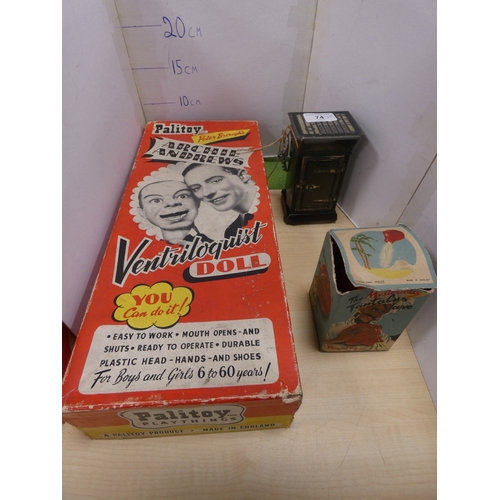 20CM
15CM
10CM
Palitoy
Peter Brough's
ARCHIE
ANDREWS
Ventriloquist
DOLL
YOU
Can do it!
• EASY TO WORK • MOUTH OPENS-AND
SHUTS • READY TO OPERATE • DURABLE
PLASTIC HEAD-HANDS-AND SHOES
For Boys and Girls 6 to 60 years!
Palitoy
PLAYTHINGS
A PALITOY PRODUCT • MADE IN ENGLAND
74
The